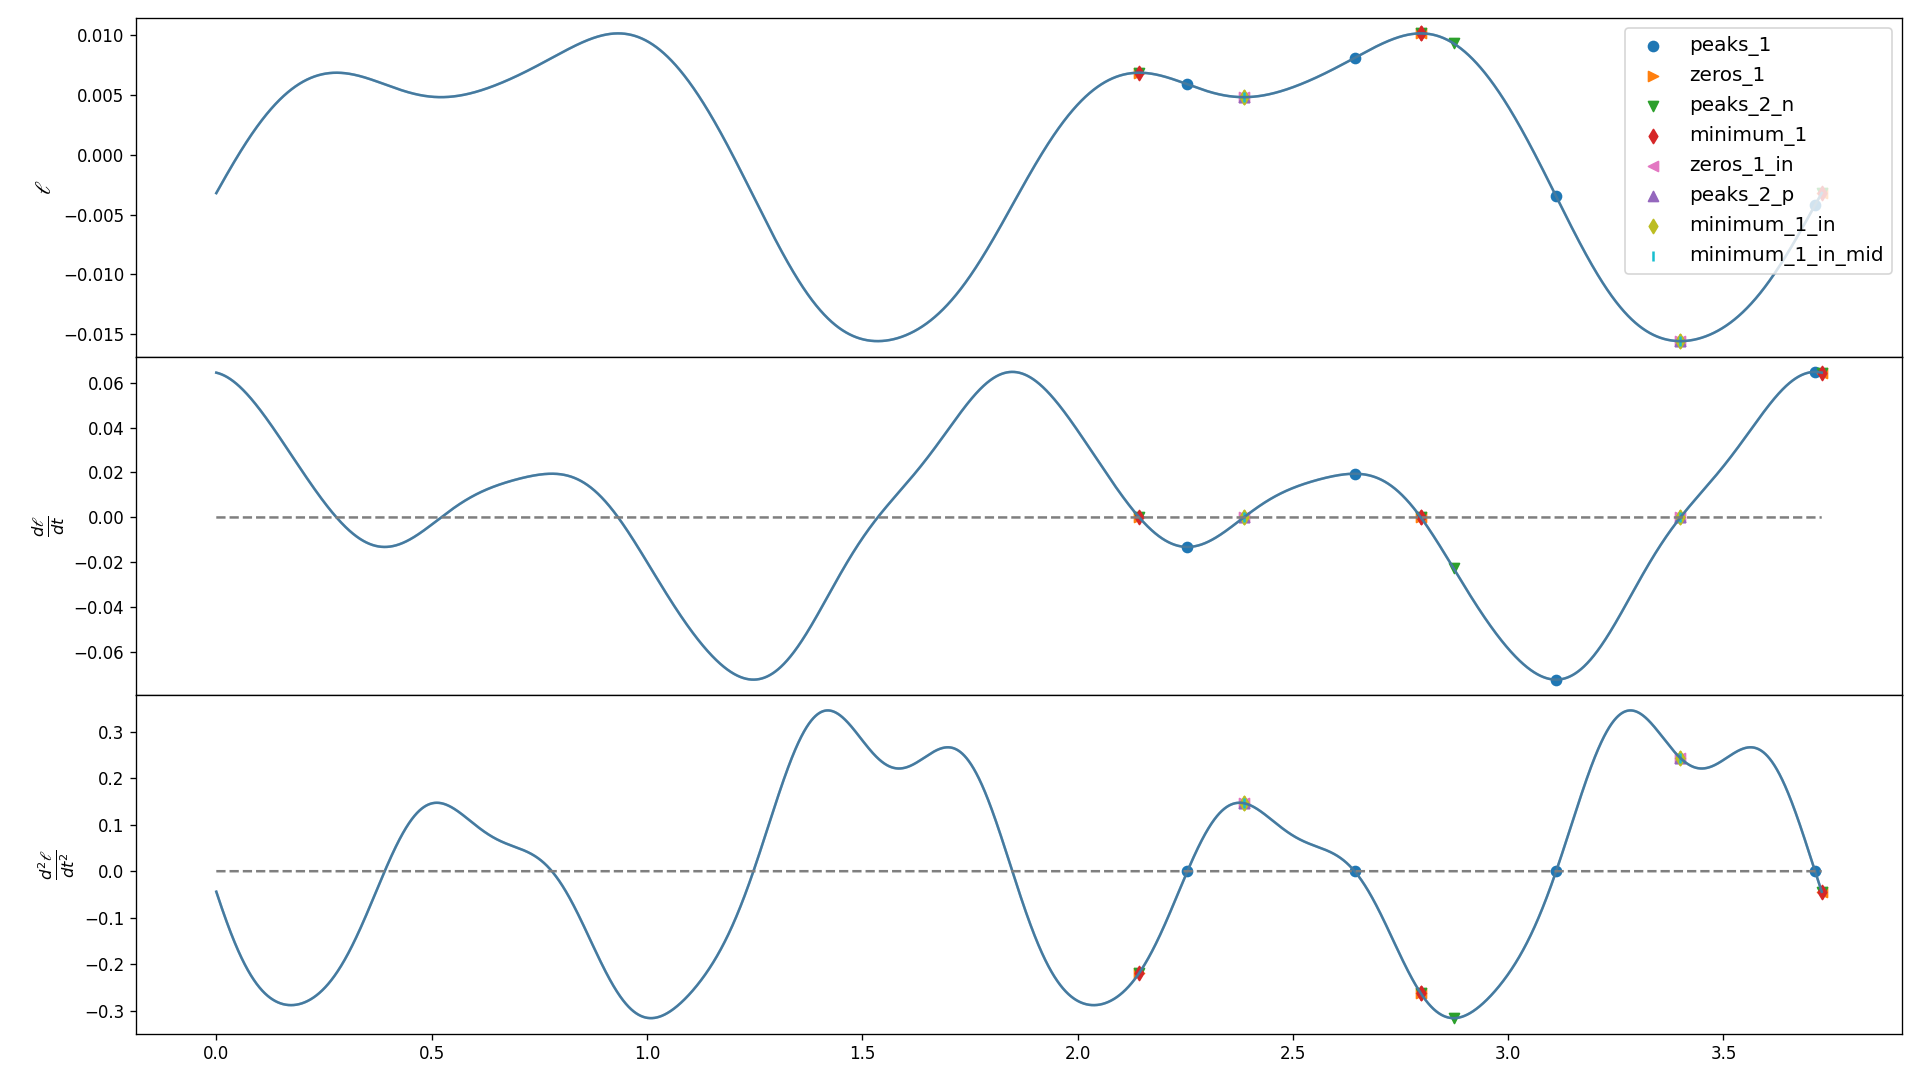 0.010
0.005
0.000
−0.005
−0.010
−0.015
ℓ
peaks_1
zeros_1
peaks_2_n
minimum_1
zeros_1_in
peaks_2_p
minimum_1_in
minimum_1_in_mid
0.06
0.04
0.02
0.00
−0.02
−0.04
−0.06
dℓ
dt
0.3
0.2
0.1
0.0
−0.1
−0.2
−0.3
d²ℓ
dt²
0.0 0.5 1.0 1.5 2.0 2.5 3.0 3.5